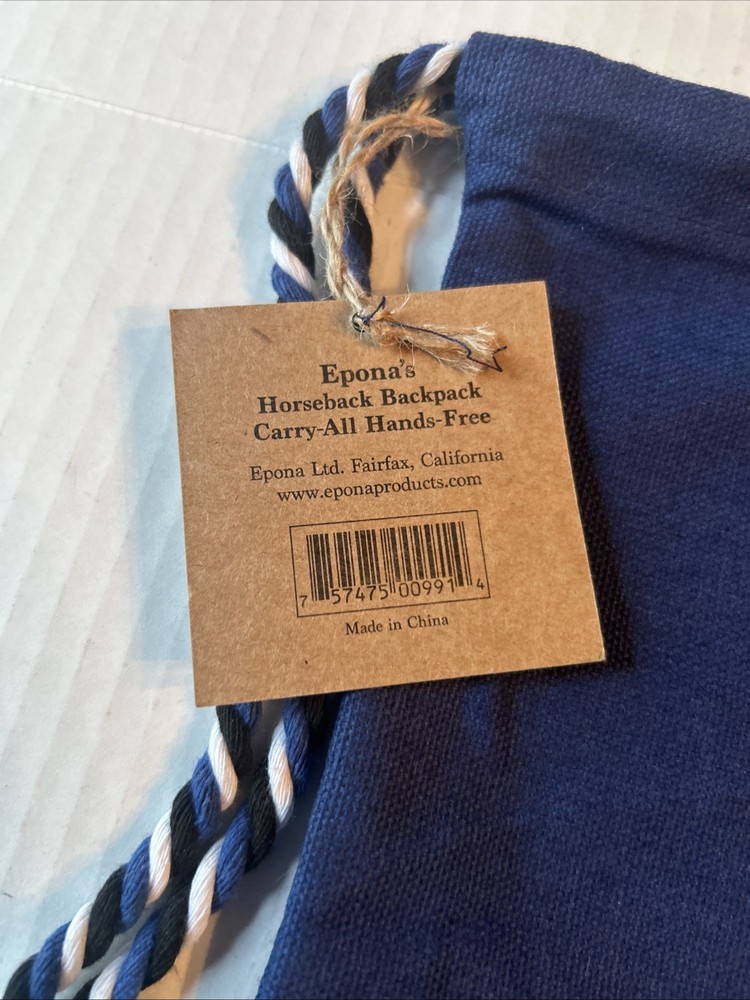 Epona's
Horseback Backpack
Carry-All Hands-Free
Epona Ltd. Fairfax, California
www.eponaproducts.com
7 57475 00991 4
Made in China